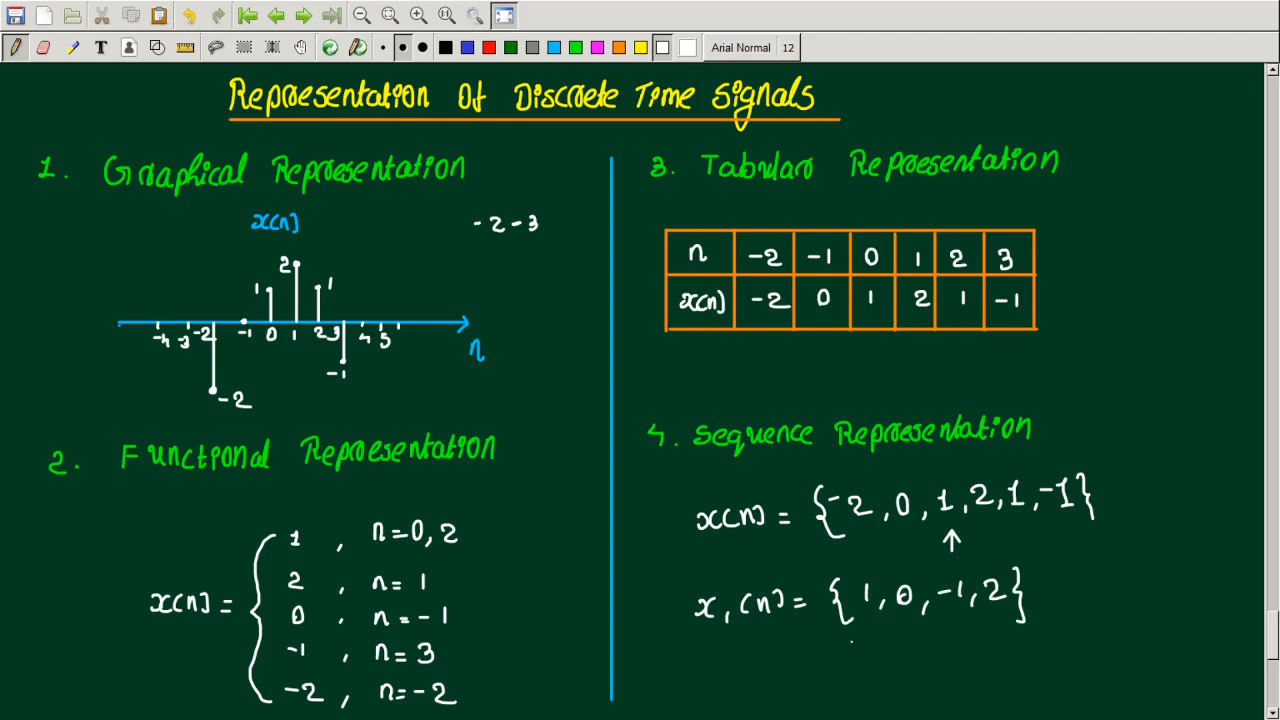 Arial Normal 12
Representation Of Discrete Time Signals
1. Graphical Representation
x(n)
-2-3
2
1 1
-4 -3 -2 -1 0 1 2 3 4 5
n
-1
-2
2. Functional Representation
1 , n=0,2
2 , n= 1
x(n)= { 0 , n=-1
-1 , n=3
-2 , n=-2
3. Tabular Representation
n -2 -1 0 1 2 3
x(n) -2 0 1 2 1 -1
4. Sequence Representation
x(n) = {-2,0,1,2,1,-1}
↑
x,(n)= {1,0,-1,2}